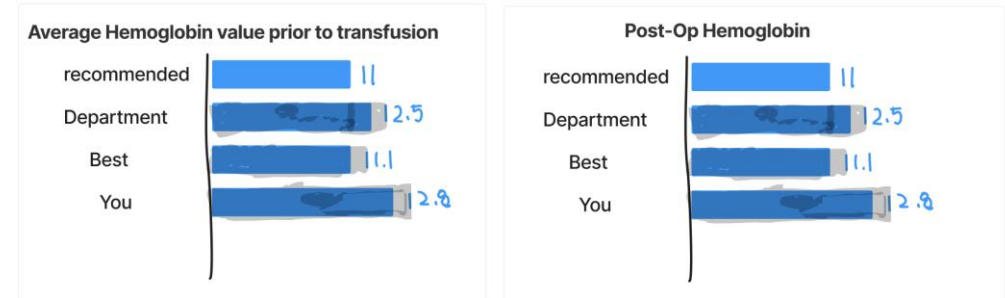 Average Hemoglobin value prior to transfusion
recommended 11
Department 12.5
Best 11.1
You 12.8
Post-Op Hemoglobin
recommended 11
Department 12.5
Best 11.1
You 12.8